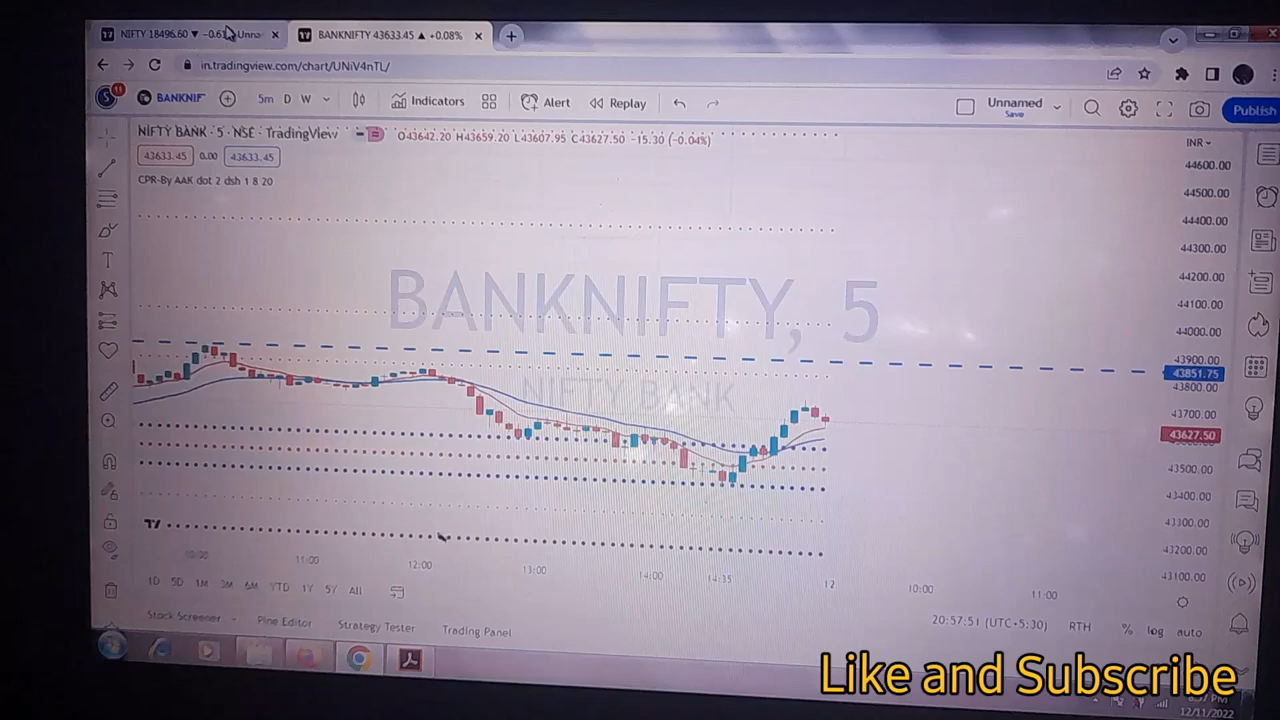 NIFTY 18496.60 ▼ −0.61 Unna
BANKNIFTY 43633.45 ▲ +0.08%
in.tradingview.com/chart/UNiV4nTL/
S 11
BANKNIF
5m D W
Indicators
Alert
Replay
Unnamed
Save
Publish
NIFTY BANK · 5 · NSE · TradingView
O43642.20 H43659.20 L43607.95 C43627.50 −15.30 (−0.04%)
43633.45 0.00 43633.45
CPR-By AAK dot 2 dsh 1 8 20
INR
44600.00
44500.00
44400.00
44300.00
44200.00
44100.00
44000.00
43900.00
43851.75
43800.00
43700.00
43627.50
43500.00
43400.00
43300.00
43200.00
43100.00
BANKNIFTY, 5
NIFTY BANK
11:00 12:00 13:00 14:00 14:35 12 10:00 11:00
1D 5D 1M 3M 6M YTD 1Y 5Y All
20:57:51 (UTC+5:30) RTH % log auto
Stock Screener
Pine Editor
Strategy Tester
Trading Panel
Like and Subscribe
12/11/2022